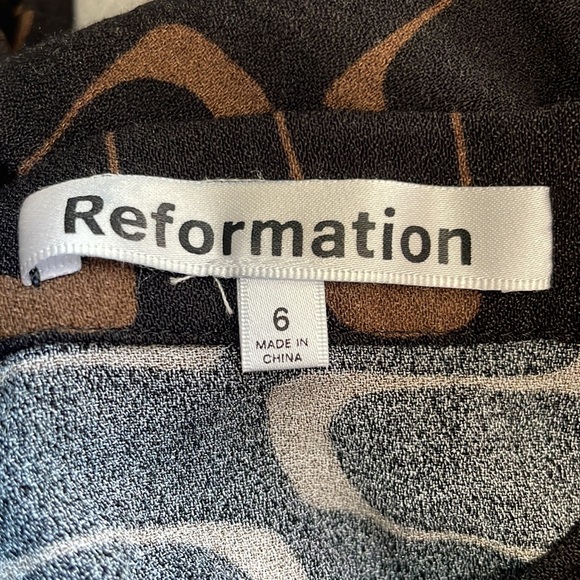 Reformation
6
MADE IN
CHINA